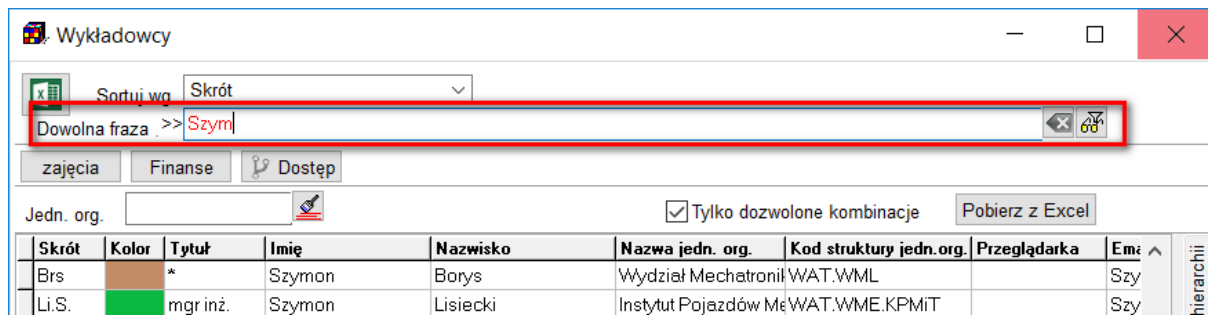 Wykładowcy
Sortuj wg. Skrót
Dowolna fraza .>> Szym
zajęcia Finanse Dostęp
Jedn. org. Tylko dozwolone kombinacje Pobierz z Excel
Skrót Kolor Tytuł Imię Nazwisko Nazwa jedn. org. Kod struktury jedn.org. Przeglądarka Ema
Brs * Szymon Borys Wydział Mechatronil WAT.WML Szy
Li.S. mgr inż. Szymon Lisiecki Instytut Pojazdów Me WAT.WME.KPMiT Szy
hierarchii